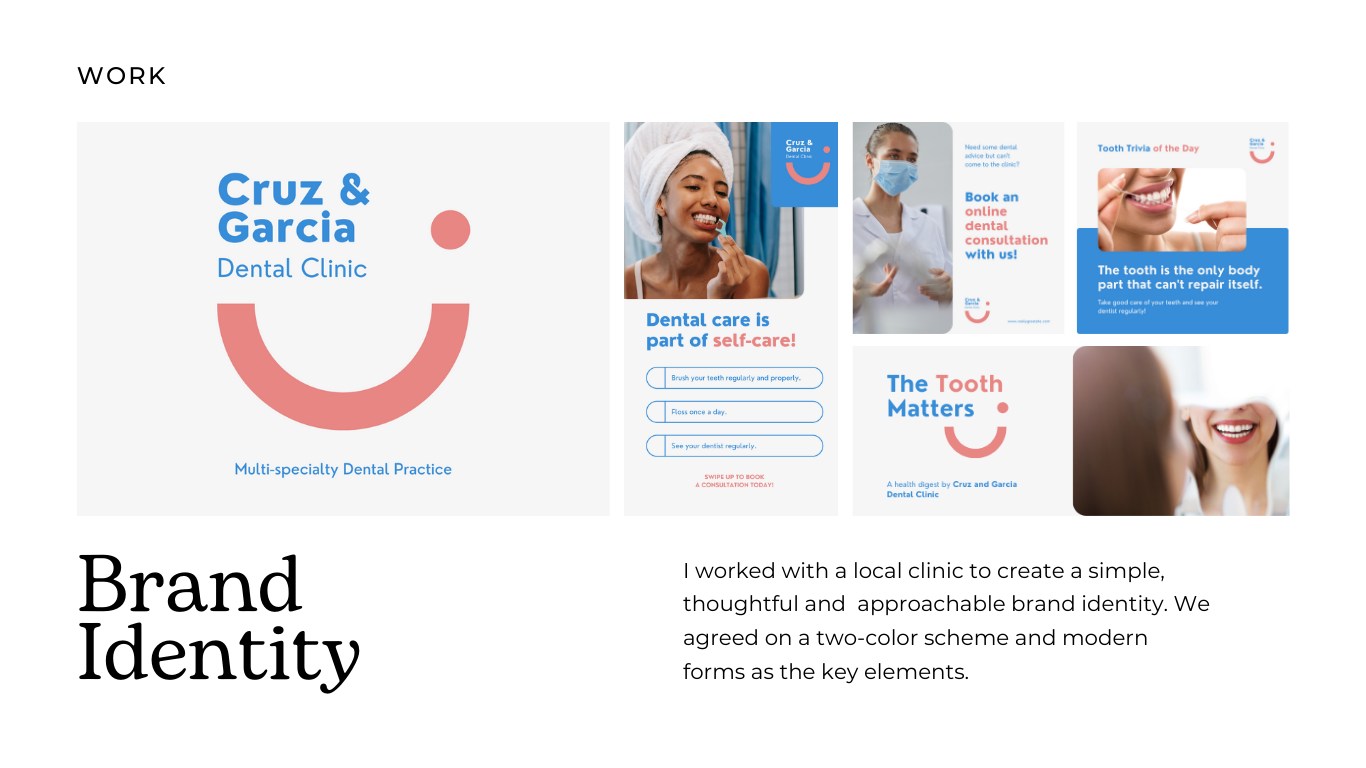 WORK
Cruz &
Garcia
Dental Clinic
Multi-specialty Dental Practice
Cruz &
Garcia
Dental Clinic
Dental care is
part of self-care!
Brush your teeth regularly and properly.
Floss once a day.
See your dentist regularly.
SWIPE UP TO BOOK
A CONSULTATION TODAY!
Need some dental
advice but can't
come to the clinic?
Book an
online
dental
consultation
with us!
Cruz &
Garcia
Tooth Trivia of the Day
Cruz &
Garcia
The tooth is the only body
part that can't repair itself.
Take good care of your teeth and see your
dentist regularly!
The Tooth
Matters
A health digest by Cruz and Garcia
Dental Clinic
Brand
Identity
I worked with a local clinic to create a simple,
thoughtful and  approachable brand identity. We
agreed on a two-color scheme and modern
forms as the key elements.